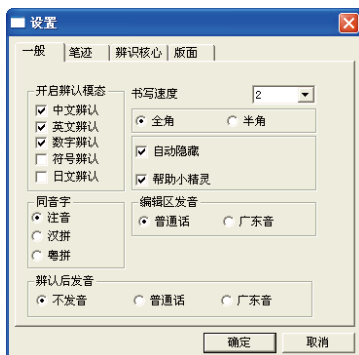 设置
一般 笔迹 辨识核心 版面
开启辨认模态
中文辨认
英文辨认
数字辨认
符号辨认
日文辨认
书写速度 2
全角 半角
自动隐藏
帮助小精灵
同音字
注音
汉拼
粤拼
编辑区发音
普通话 广东音
辨认后发音
不发音 普通话 广东音
确定 取消